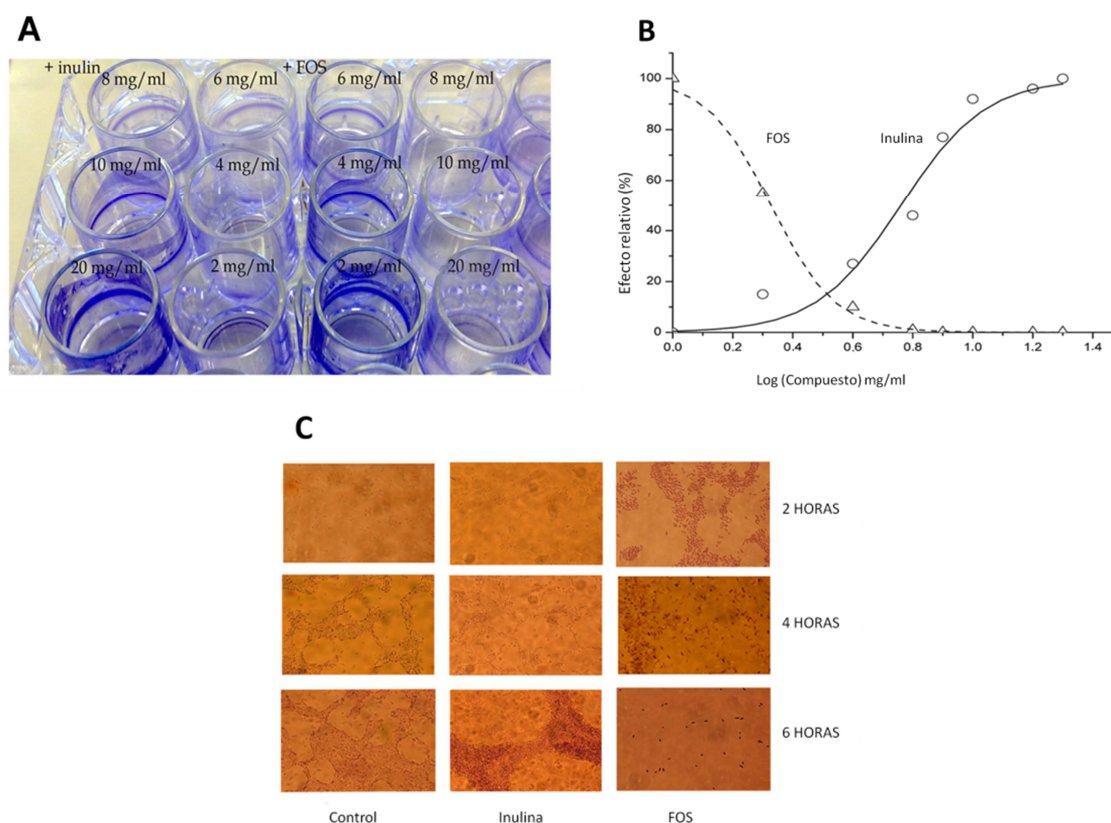 A
+ inulin
+ FOS
8 mg/ml
6 mg/ml
6 mg/ml
8 mg/ml
10 mg/ml
4 mg/ml
4 mg/ml
10 mg/ml
20 mg/ml
2 mg/ml
2 mg/ml
20 mg/ml
B
100
80
60
40
20
0
Efecto relativo (%)
FOS
Inulina
0.0 0.2 0.4 0.6 0.8 1.0 1.2 1.4
Log (Compuesto) mg/ml
C
2 HORAS
4 HORAS
6 HORAS
Control
Inulina
FOS